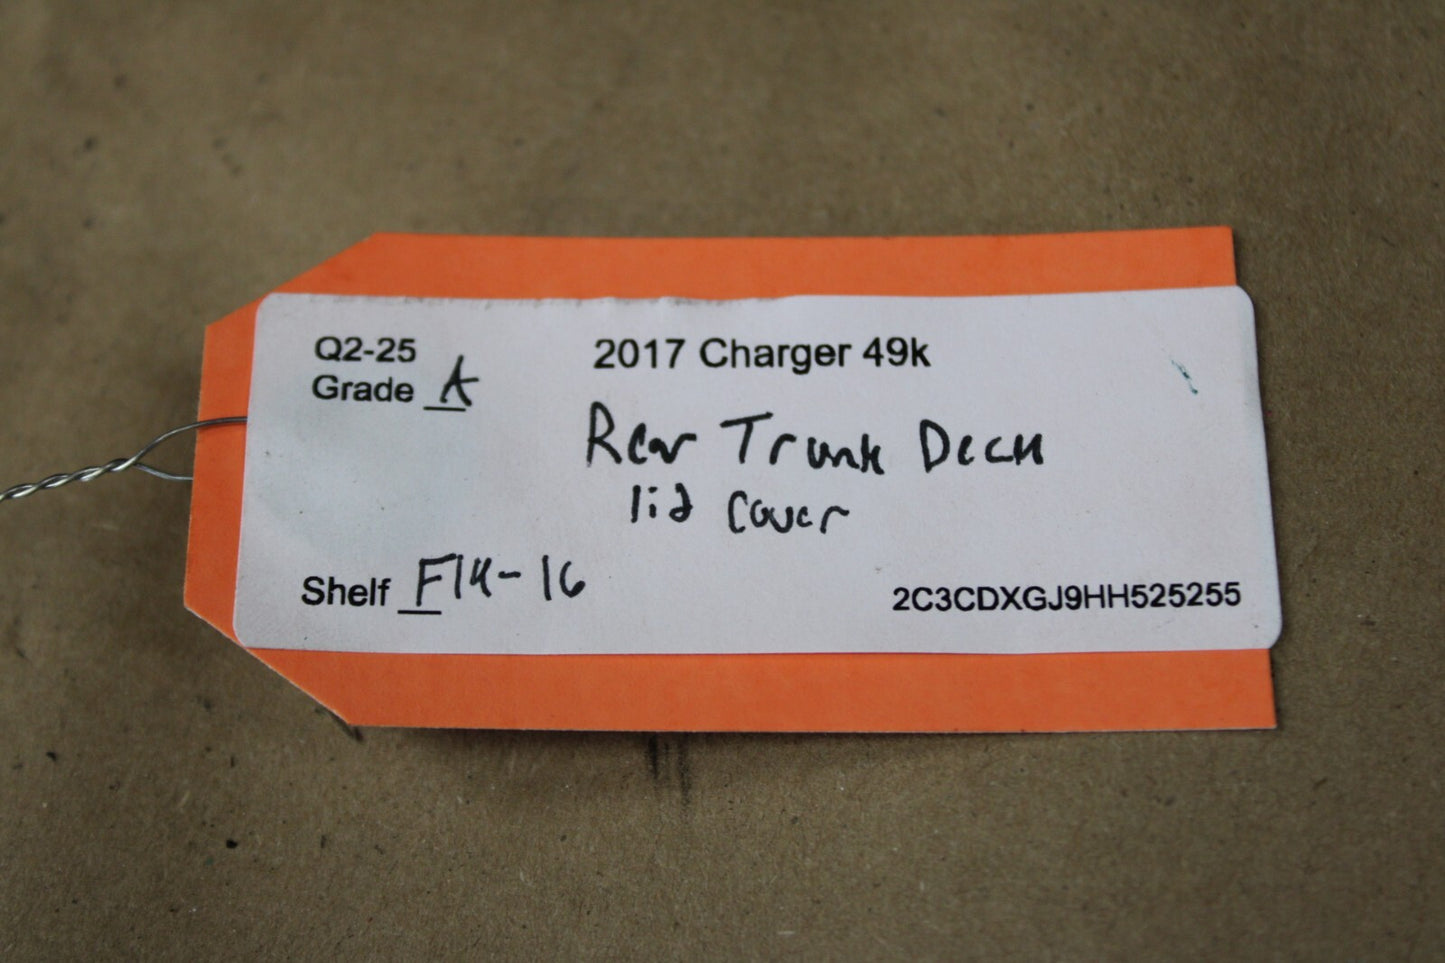 Q2-25
Grade A
2017 Charger 49k
Rear Trunk Deck
lid cover
Shelf F14-16
2C3CDXGJ9HH525255